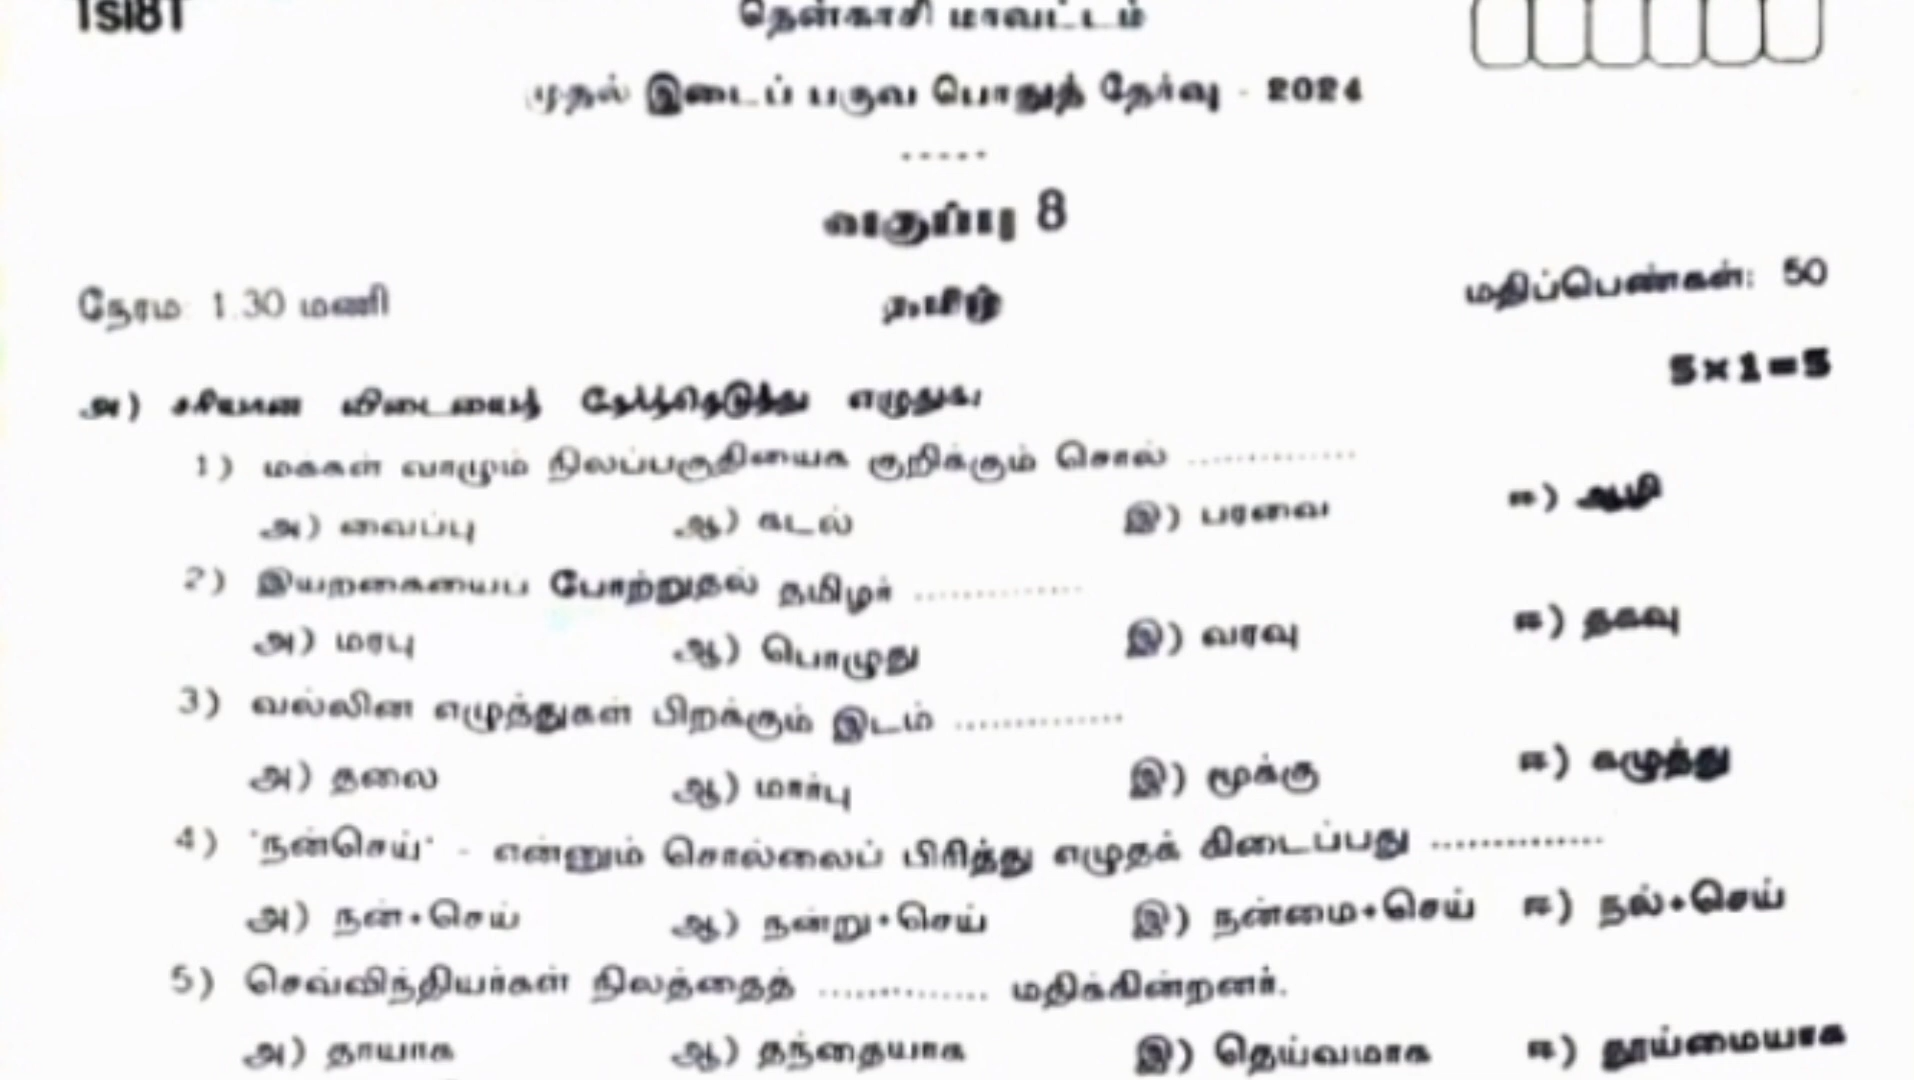 TSI8T
தென்காசி மாவட்டம்
முதல் இடைப் பருவ பொதுத் தேர்வு - 2024
-----
வகுப்பு 8
நேரம: 1.30 மணி தமிழ் மதிப்பெண்கள்: 50
அ) சரியான விடையைத் தேர்ந்தெடுத்து எழுதுக: 5×1=5
1) மக்கள் வாழும் நிலப்பகுதியைக குறிக்கும் சொல் ..............
அ) வைப்பு ஆ) கடல் இ) பரவை ஈ) ஆழி
2) இயறகையைப போற்றுதல் தமிழர் ..............
அ) மரபு ஆ) பொழுது இ) வரவு ஈ) தகவு
3) வல்லின எழுத்துகள் பிறக்கும் இடம் ..............
அ) தலை ஆ) மார்பு இ) மூக்கு ஈ) கழுத்து
4) 'நன்செய்' - என்னும் சொல்லைப் பிரித்து எழுதக் கிடைப்பது ..............
அ) நன்+செய் ஆ) நன்று+செய் இ) நன்மை+செய் ஈ) நல்+செய்
5) செவ்விந்தியர்கள் நிலத்தைத் .............. மதிக்கின்றனர்.
அ) தாயாக ஆ) தந்தையாக இ) தெய்வமாக ஈ) தூய்மையாக